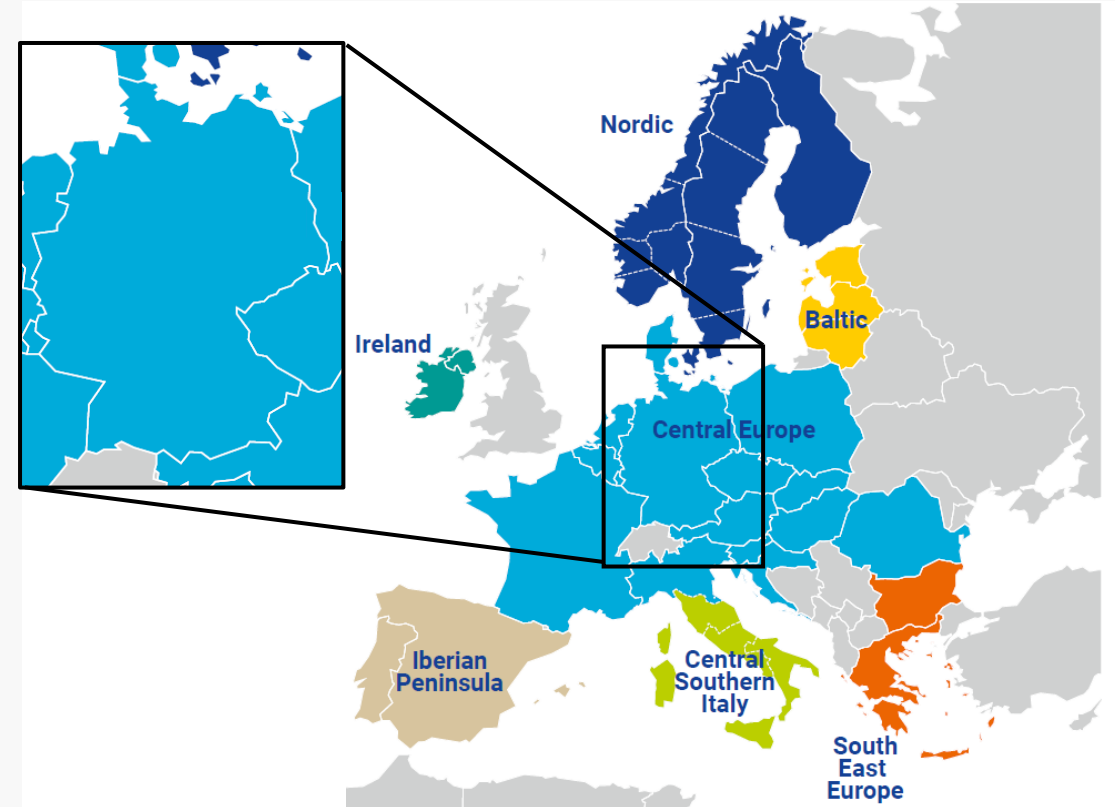 Nordic
Baltic
Ireland
Central Europe
Iberian
Peninsula
Central
Southern
Italy
South
East
Europe